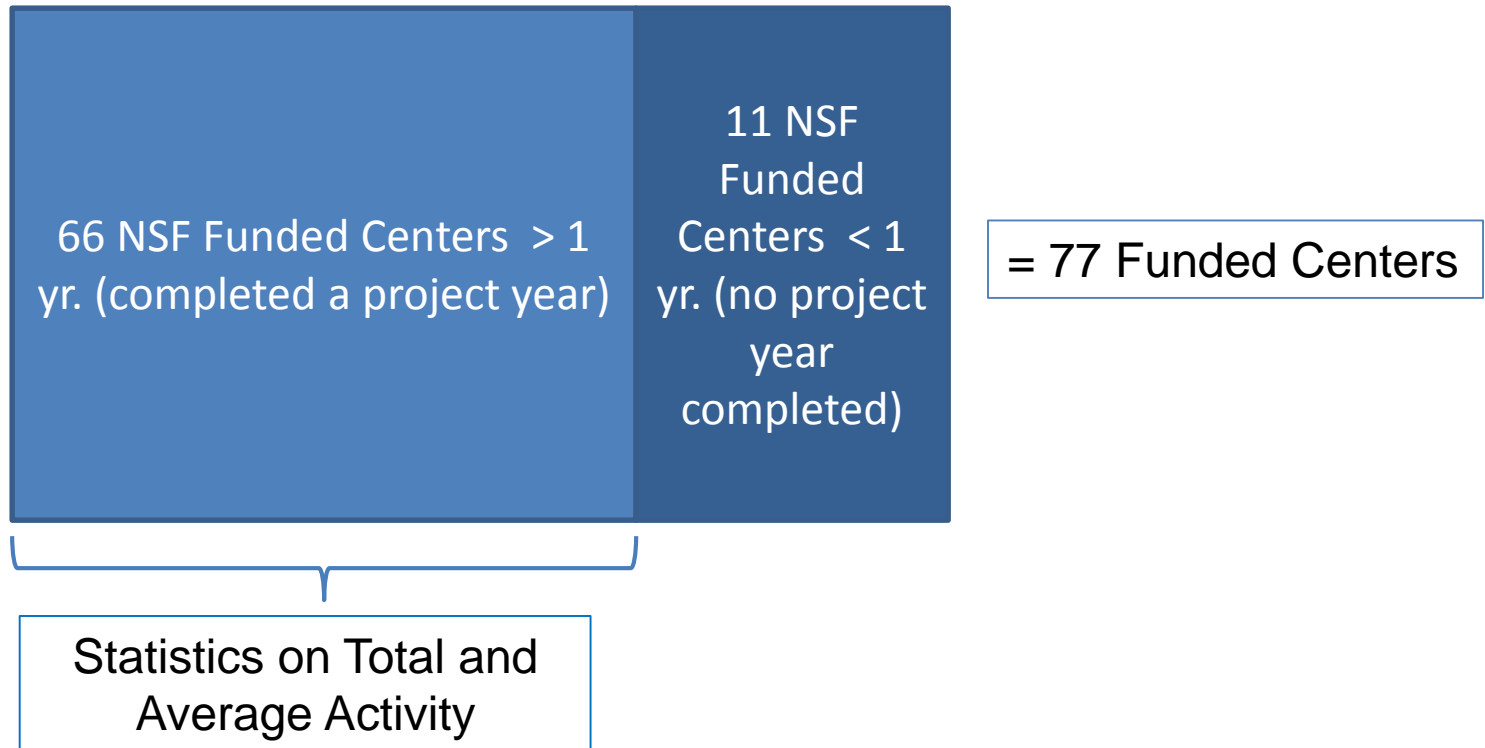 66 NSF Funded Centers > 1
yr. (completed a project year)
11 NSF
Funded
Centers < 1
yr. (no project
year
completed)
= 77 Funded Centers
Statistics on Total and
Average Activity